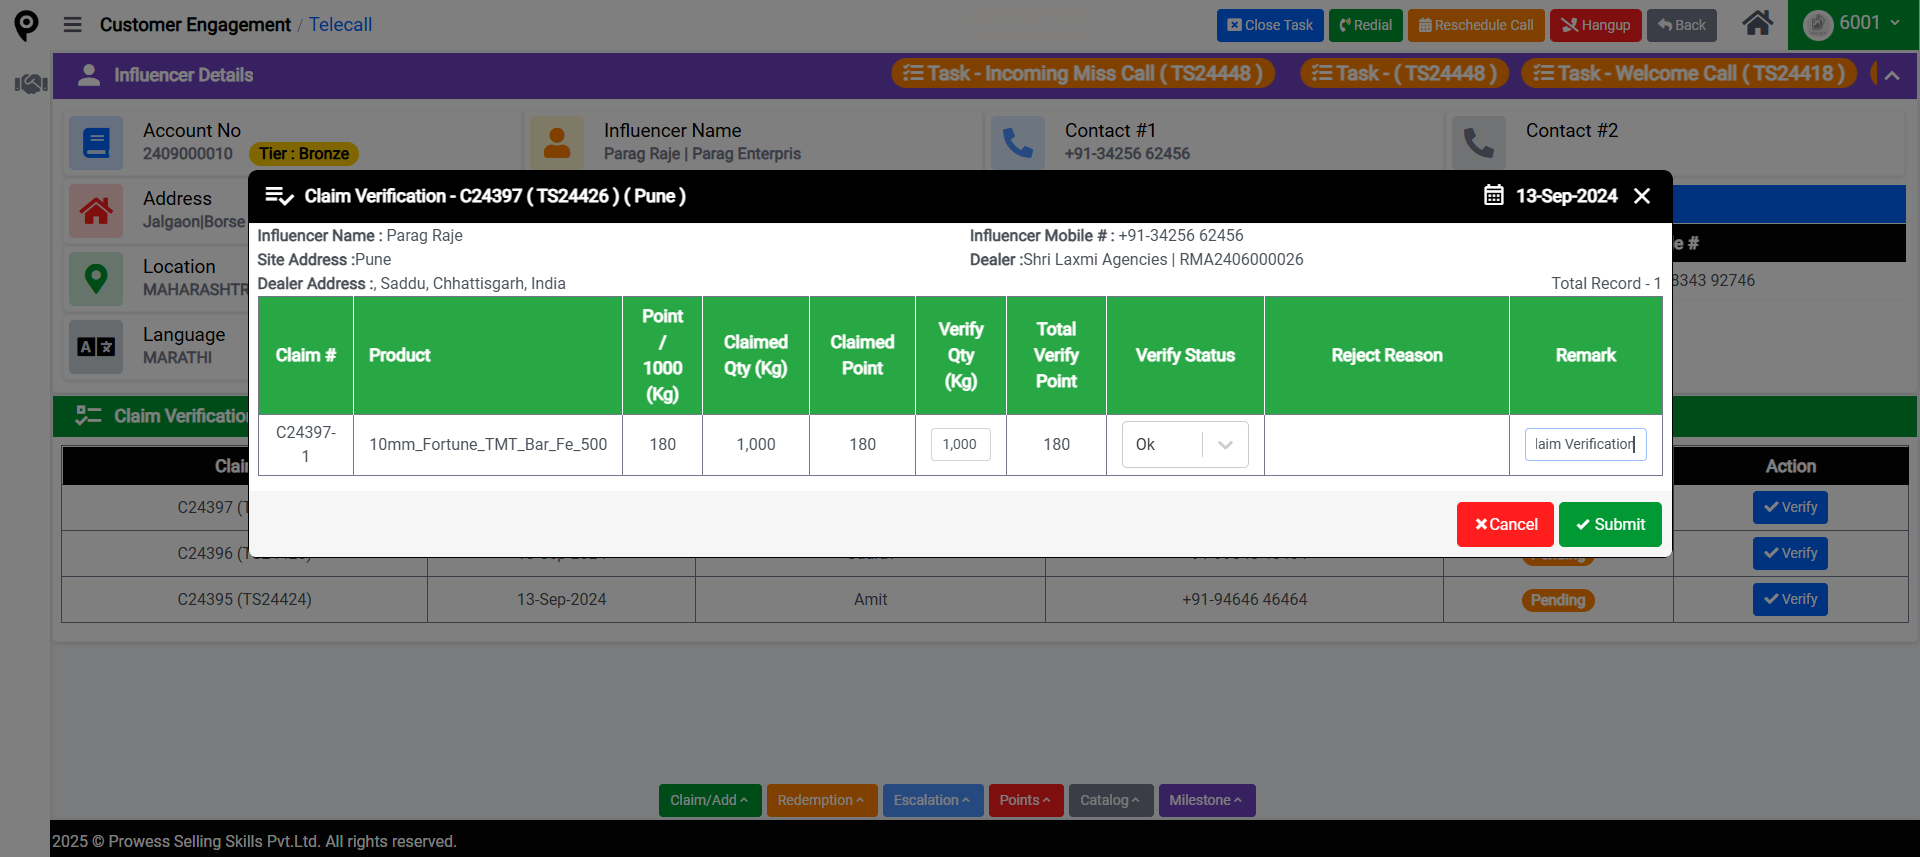 Customer Engagement / Telecall
Close Task
Redial
Reschedule Call
Hangup
Back
6001
Influencer Details
Task - Incoming Miss Call ( TS24448 )
Task - ( TS24448 )
Task - Welcome Call ( TS24418 )
Account No
2409000010
Tier : Bronze
Influencer Name
Parag Raje | Parag Enterpris
Contact #1
+91-34256 62456
Contact #2
Address
Jalgaon|Borse
Location
MAHARASHTR
Language
MARATHI
e #
8343 92746
Claim Verification - C24397 ( TS24426 ) ( Pune )
13-Sep-2024
Influencer Name : Parag Raje
Influencer Mobile # : +91-34256 62456
Site Address :Pune
Dealer :Shri Laxmi Agencies | RMA2406000026
Dealer Address :, Saddu, Chhattisgarh, India
Total Record - 1
Claim #
Product
Point
/
1000
(Kg)
Claimed
Qty (Kg)
Claimed
Point
Verify
Qty
(Kg)
Total
Verify
Point
Verify Status
Reject Reason
Remark
C24397-
1
10mm_Fortune_TMT_Bar_Fe_500
180
1,000
180
1,000
180
Ok
laim Verification
Cancel
Submit
Claim Verification
Clai
Action
C24397 (T
Verify
C24396 (T
Verify
C24395 (TS24424)
13-Sep-2024
Amit
+91-94646 46464
Pending
Verify
Claim/Add
Redemption
Escalation
Points
Catalog
Milestone
2025 © Prowess Selling Skills Pvt.Ltd. All rights reserved.